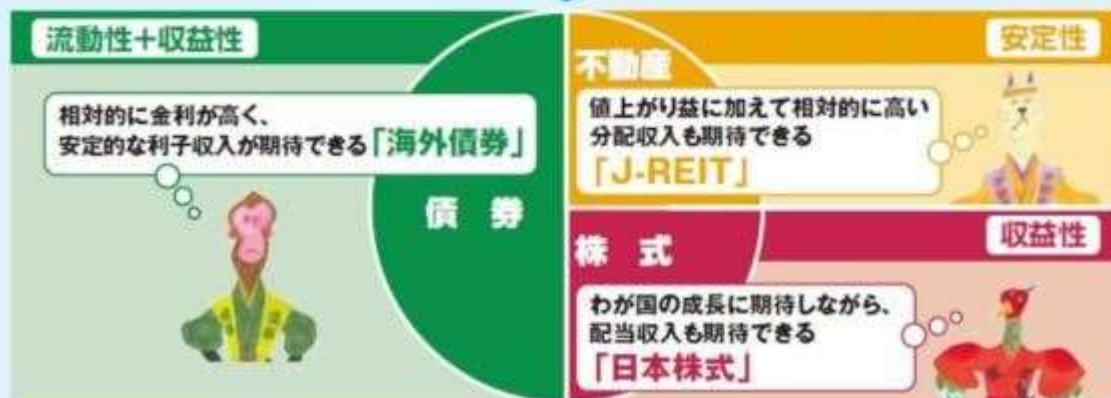 流動性+収益性
相対的に金利が高く、
安定的な利子収入が期待できる「海外債券」
債 券
不動産
安定性
値上がり益に加えて相対的に高い
分配収入も期待できる
「J-REIT」
株 式
収益性
わが国の成長に期待しながら、
配当収入も期待できる
「日本株式」